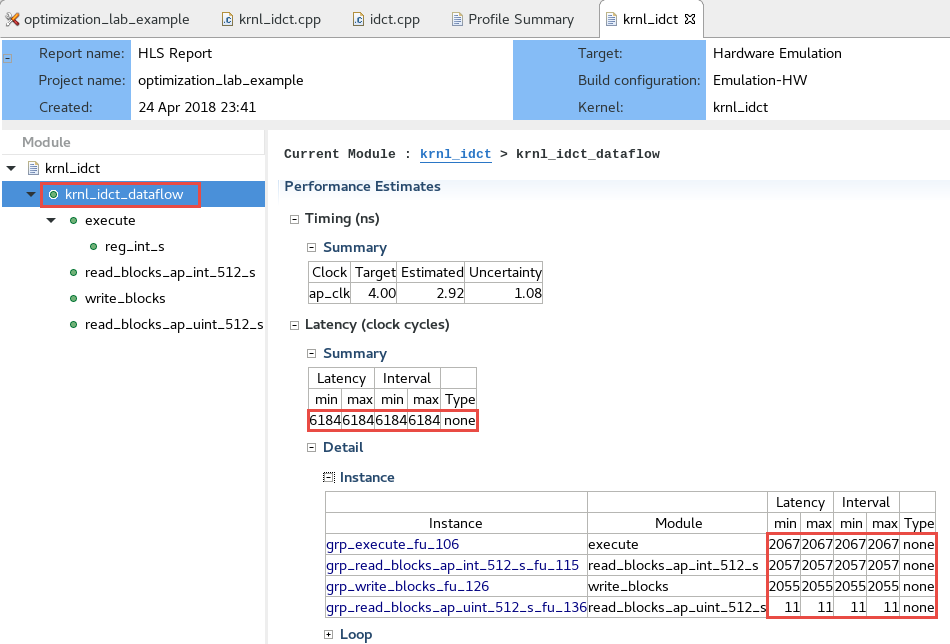 optimization_lab_example krnl_idct.cpp idct.cpp Profile Summary krnl_idct
Report name: HLS Report Target: Hardware Emulation
Project name: optimization_lab_example Build configuration: Emulation-HW
Created: 24 Apr 2018 23:41 Kernel: krnl_idct
Module
krnl_idct
krnl_idct_dataflow
execute
reg_int_s
read_blocks_ap_int_512_s
write_blocks
read_blocks_ap_uint_512_s
Current Module : krnl_idct > krnl_idct_dataflow
Performance Estimates
Timing (ns)
Summary
Clock Target Estimated Uncertainty
ap_clk 4.00 2.92 1.08
Latency (clock cycles)
Summary
Latency Interval
min max min max Type
6184 6184 6184 6184 none
Detail
Instance
Latency Interval
Instance Module min max min max Type
grp_execute_fu_106 execute 2067 2067 2067 2067 none
grp_read_blocks_ap_int_512_s_fu_115 read_blocks_ap_int_512_s 2057 2057 2057 2057 none
grp_write_blocks_fu_126 write_blocks 2055 2055 2055 2055 none
grp_read_blocks_ap_uint_512_s_fu_136 read_blocks_ap_uint_512_s 11 11 11 11 none
Loop